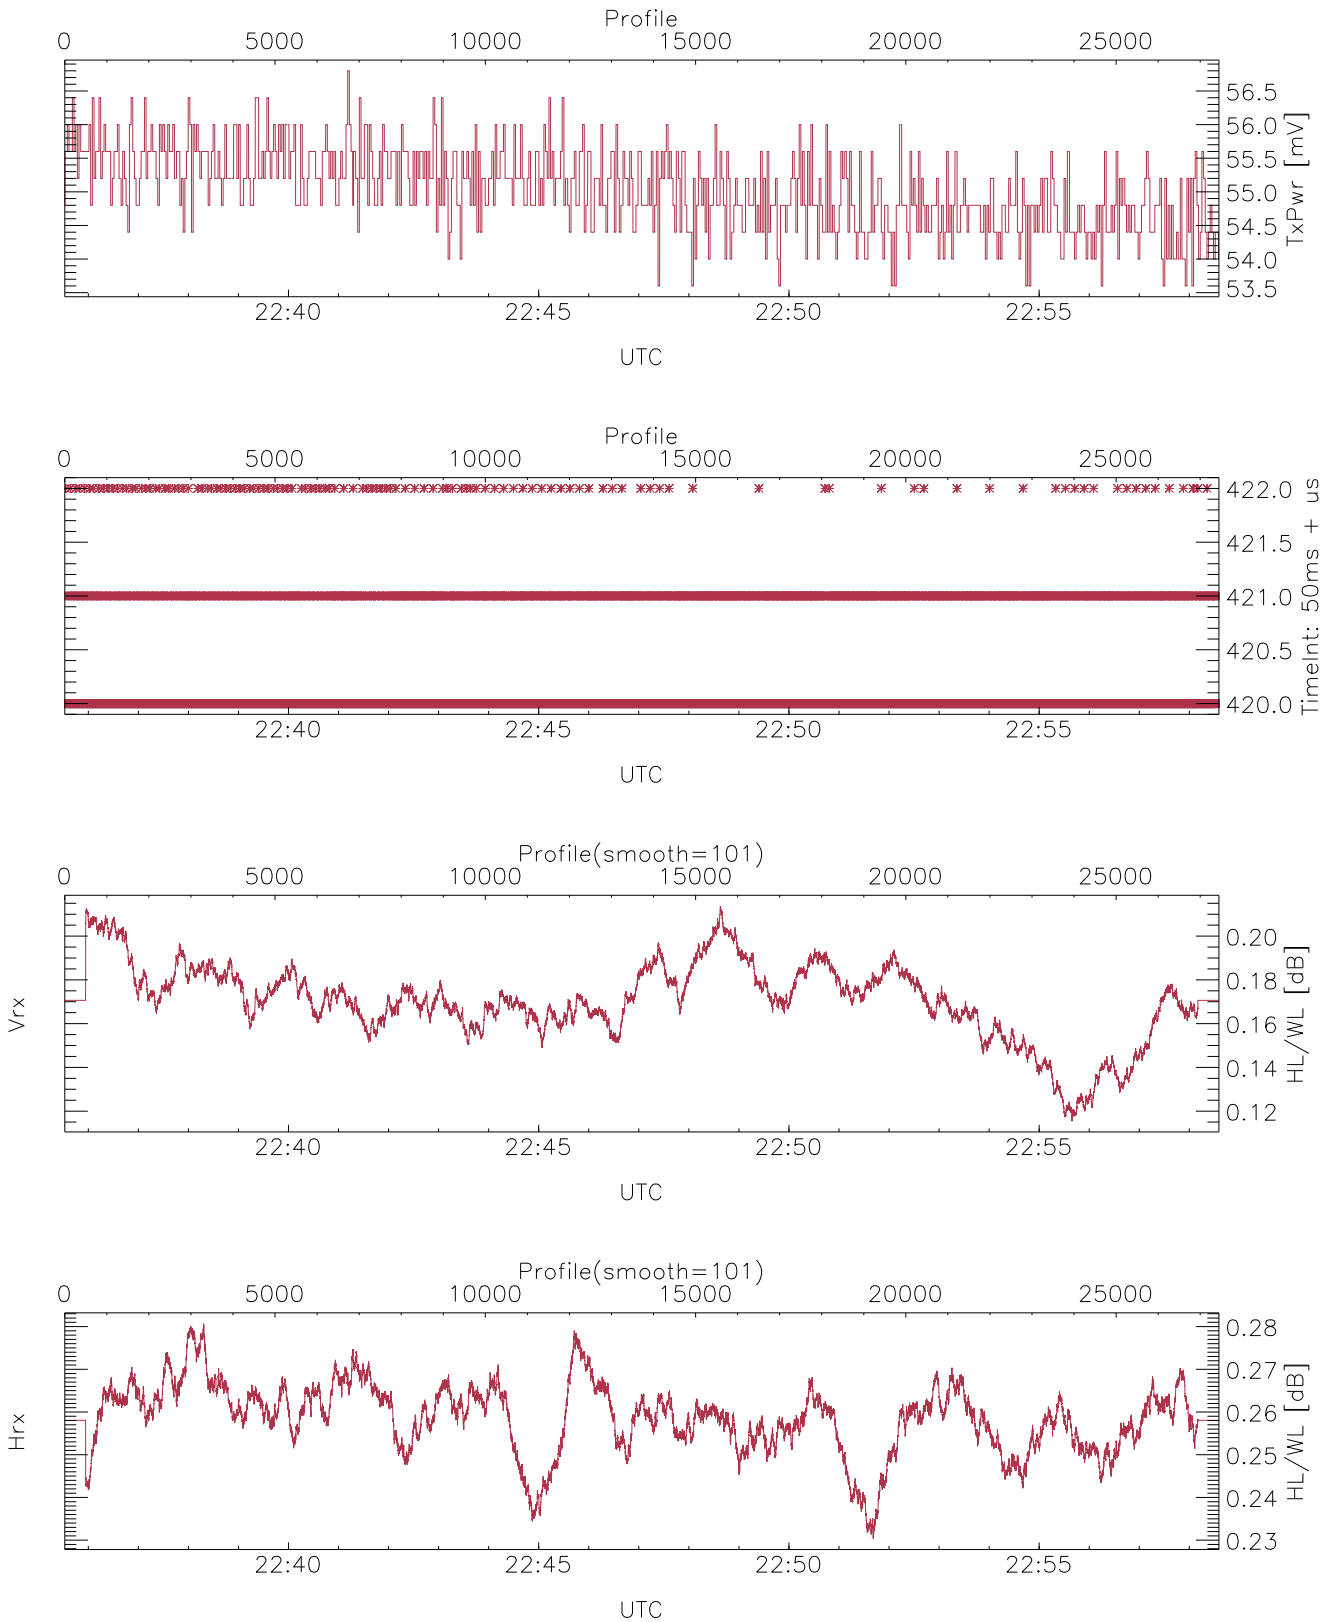 Profile
0 5000 10000 15000 20000 25000
56.5
56.0
55.5
55.0
54.5
54.0
53.5
TxPwr [mV]
22:40 22:45 22:50 22:55
UTC
Profile
0 5000 10000 15000 20000 25000
422.0
421.5
421.0
420.5
420.0
TimeInt: 50ms + us
22:40 22:45 22:50 22:55
UTC
Profile(smooth=101)
0 5000 10000 15000 20000 25000
Vrx
0.20
0.18
0.16
0.14
0.12
HL/WL [dB]
22:40 22:45 22:50 22:55
UTC
Profile(smooth=101)
0 5000 10000 15000 20000 25000
Hrx
0.28
0.27
0.26
0.25
0.24
0.23
HL/WL [dB]
22:40 22:45 22:50 22:55
UTC